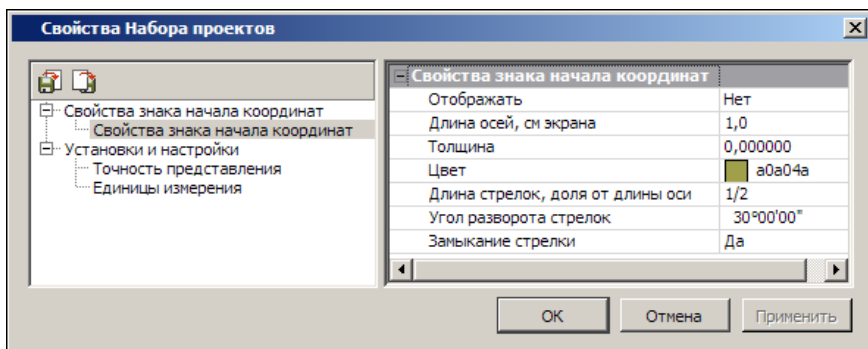 Свойства Набора проектов
Свойства знака начала координат
Свойства знака начала координат
Установки и настройки
Точность представления
Единицы измерения
Свойства знака начала координат
Отображать Нет
Длина осей, см экрана 1,0
Толщина 0,000000
Цвет a0a04a
Длина стрелок, доля от длины оси 1/2
Угол разворота стрелок 30°00'00"
Замыкание стрелки Да
ОК Отмена Применить